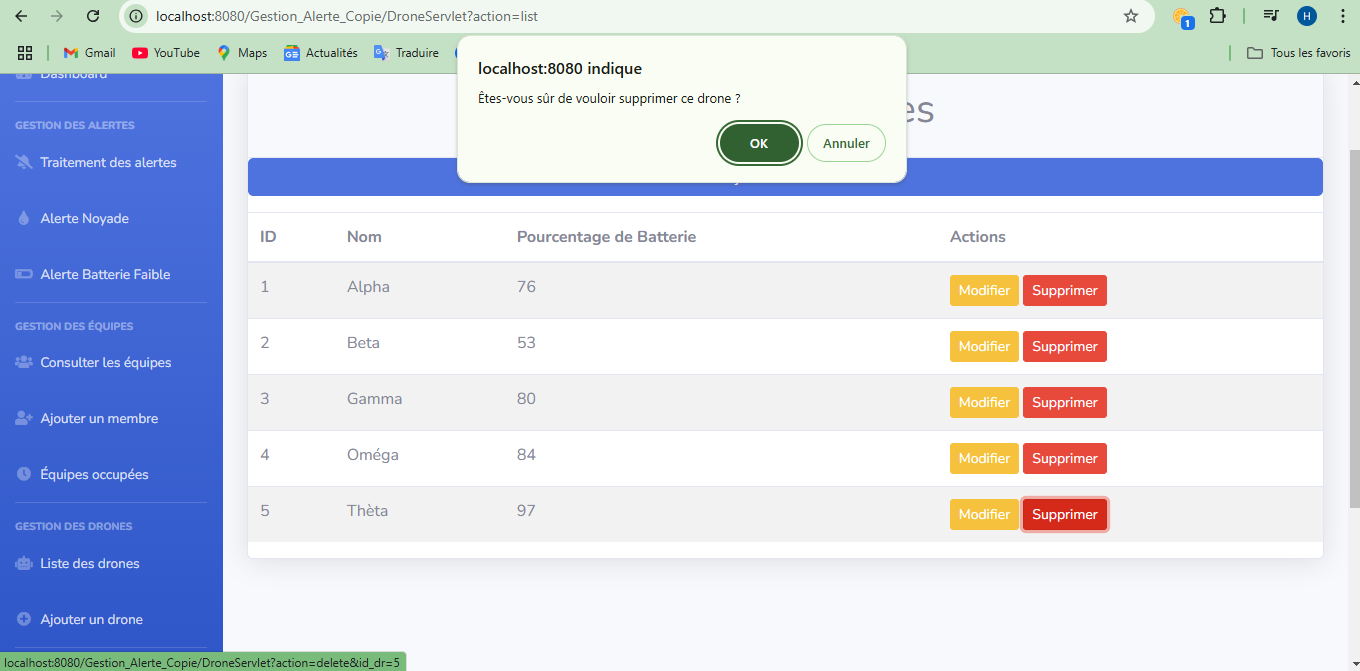 localhost:8080/Gestion_Alerte_Copie/DroneServlet?action=list
1
H
Gmail
YouTube
Maps
GE
Actualités
Traduire
Tous les favoris
localhost:8080 indique
Êtes-vous sûr de vouloir supprimer ce drone ?
OK
Annuler
Dashboard
GESTION DES ALERTES
Traitement des alertes
Alerte Noyade
Alerte Batterie Faible
GESTION DES ÉQUIPES
Consulter les équipes
Ajouter un membre
Équipes occupées
GESTION DES DRONES
Liste des drones
Ajouter un drone
es
ID Nom Pourcentage de Batterie Actions
1 Alpha 76 Modifier Supprimer
2 Beta 53 Modifier Supprimer
3 Gamma 80 Modifier Supprimer
4 Oméga 84 Modifier Supprimer
5 Thèta 97 Modifier Supprimer
localhost:8080/Gestion_Alerte_Copie/DroneServlet?action=delete&id_dr=5